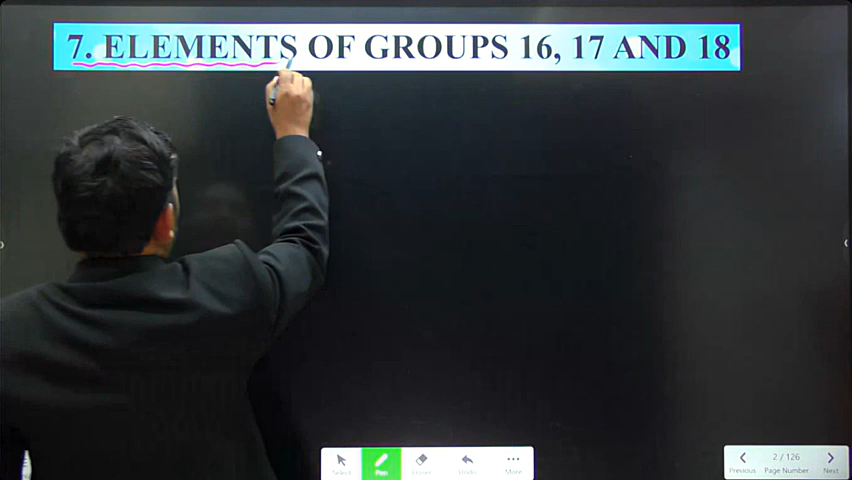 7. ELEMENTS OF GROUPS 16, 17 AND 18
Select
Pen
Eraser
Undo
More
2 / 126
Previous
Page Number
Next